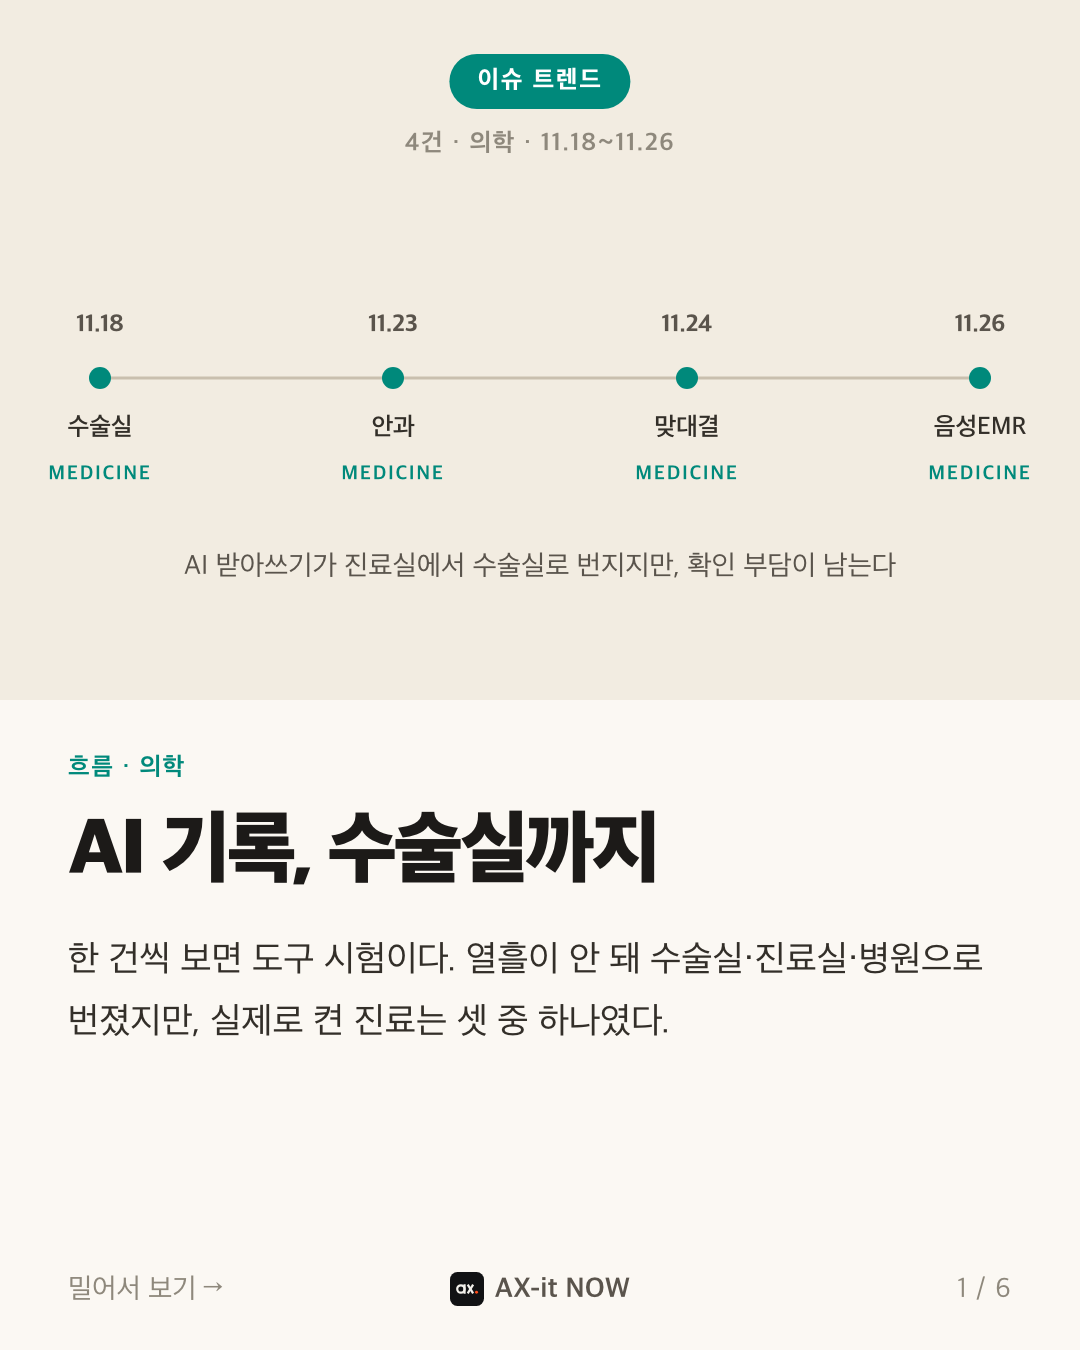 이슈 트렌드
4건 · 의학 · 11.18~11.26
11.18 11.23 11.24 11.26
수술실 안과 맞대결 음성EMR
MEDICINE MEDICINE MEDICINE MEDICINE
AI 받아쓰기가 진료실에서 수술실로 번지지만, 확인 부담이 남는다
흐름 · 의학
AI 기록, 수술실까지
한 건씩 보면 도구 시험이다. 열흘이 안 돼 수술실·진료실·병원으로
번졌지만, 실제로 켠 진료는 셋 중 하나였다.
밀어서 보기 → ax. AX-it NOW 1 / 6